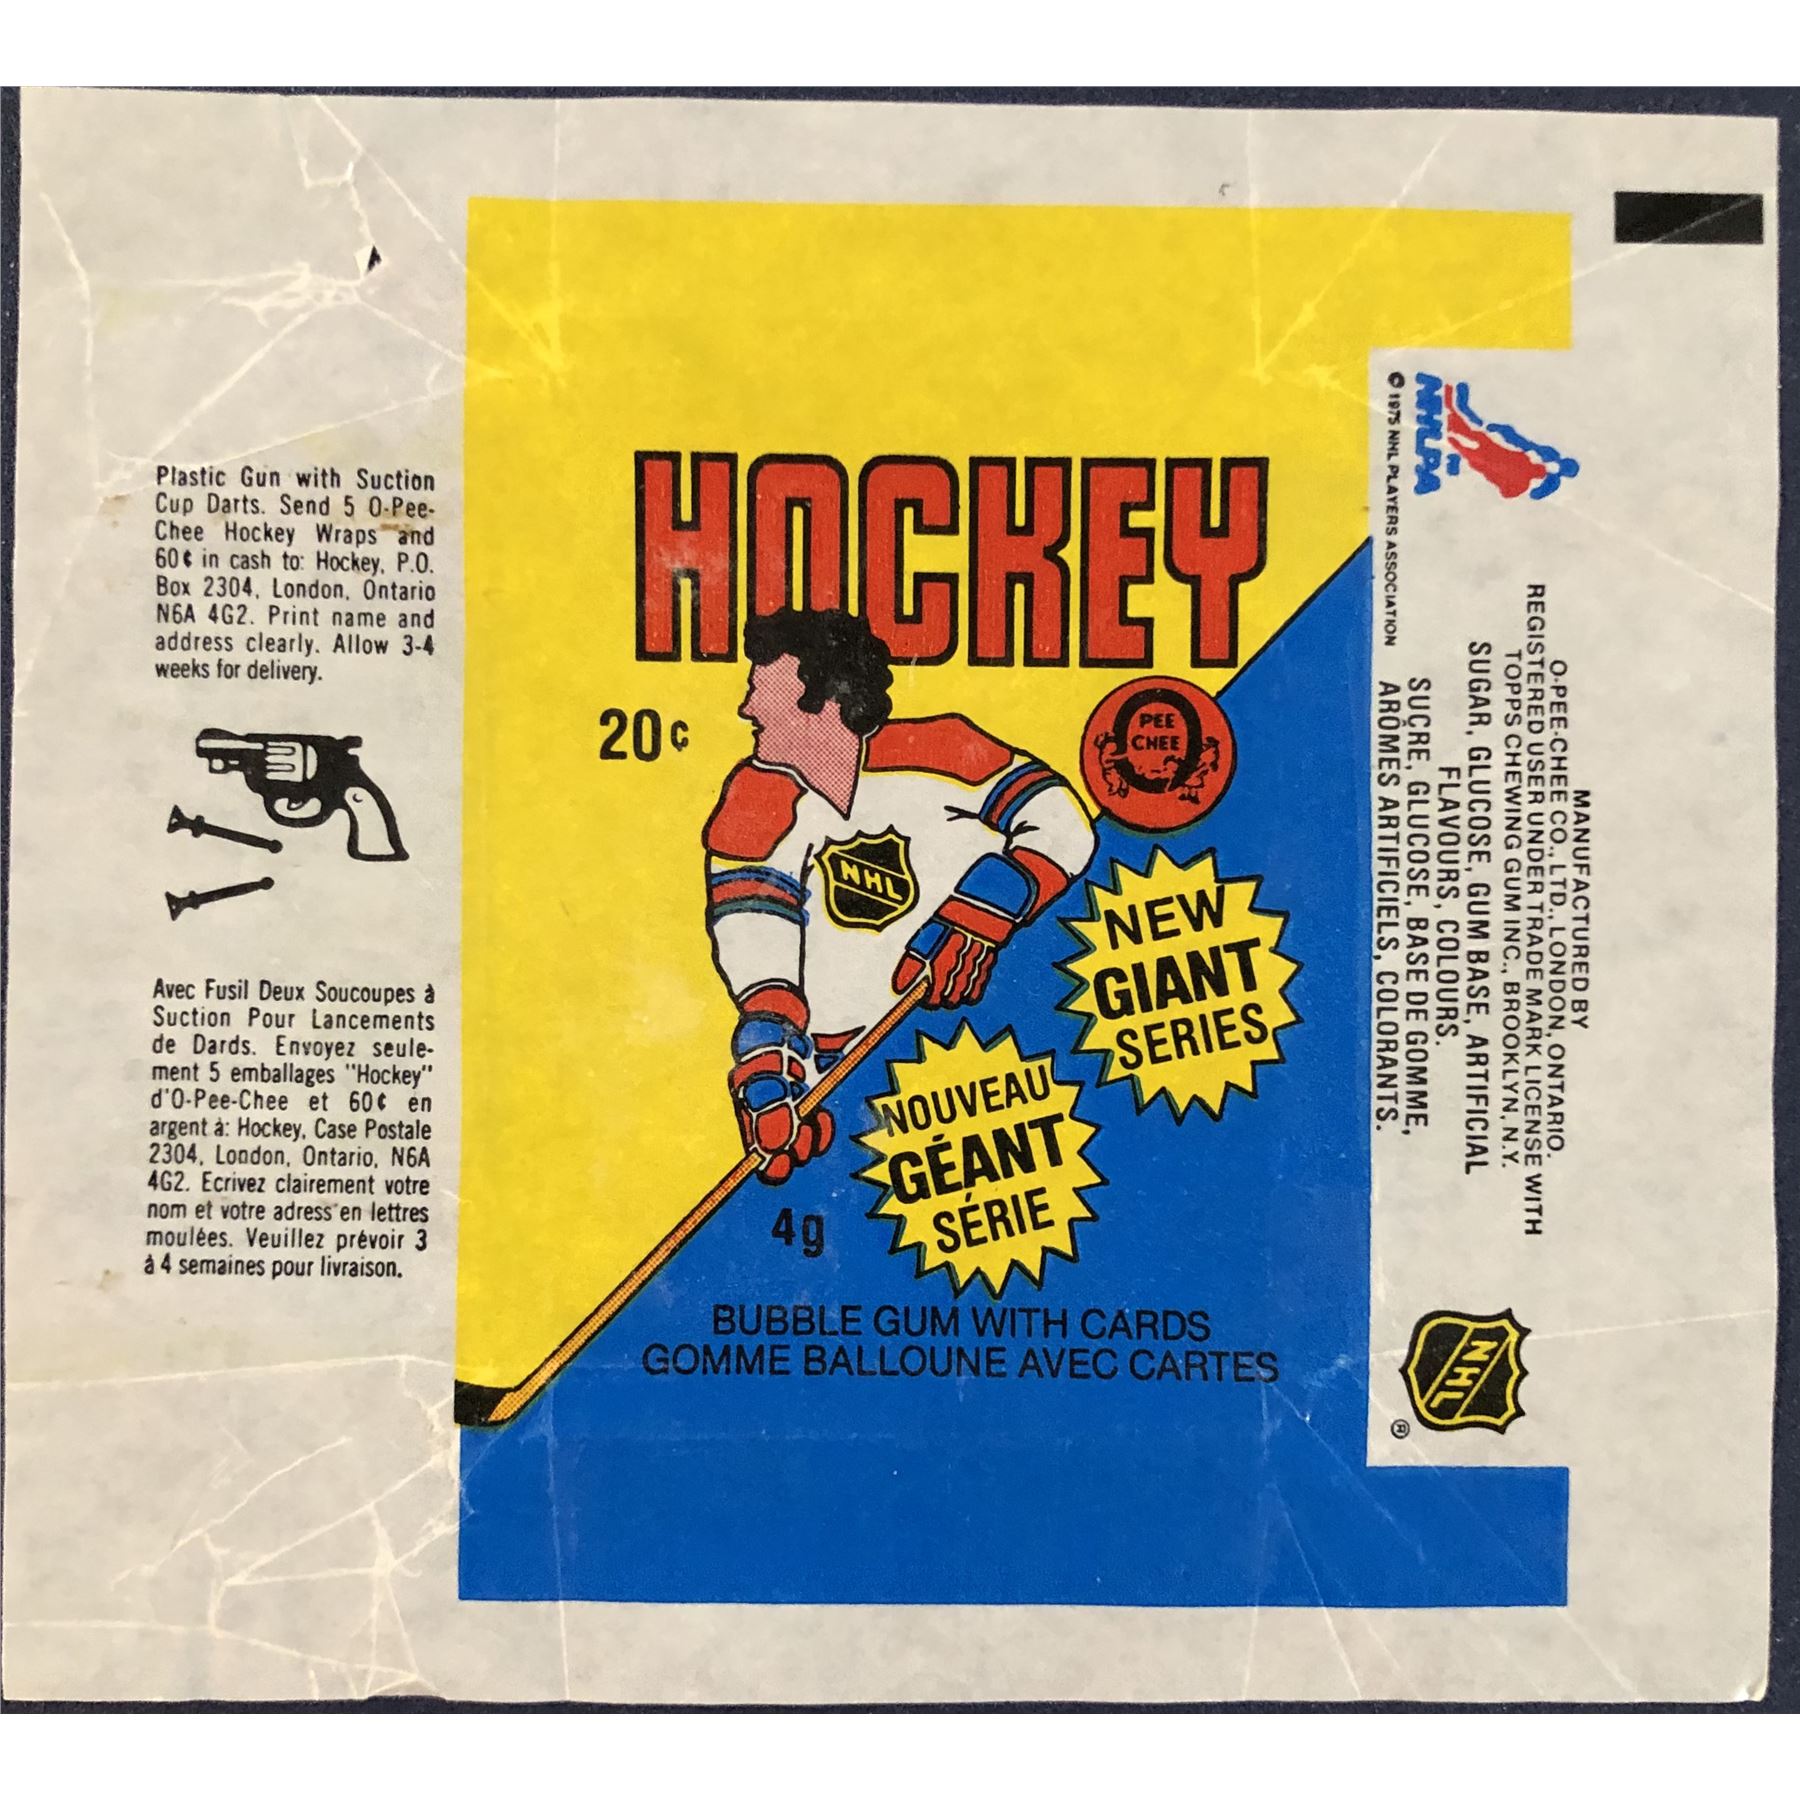 Plastic Gun with Suction
Cup Darts. Send 5 O-Pee-
Chee Hockey Wraps and
60¢ in cash to: Hockey, P.O.
Box 2304, London, Ontario
N6A 4G2. Print name and
address clearly. Allow 3-4
weeks for delivery.
Avec Fusil Deux Soucoupes à
Suction Pour Lancements
de Dards. Envoyez seule-
ment 5 emballages "Hockey"
d'O-Pee-Chee et 60¢ en
argent à: Hockey, Case Postale
2304, London, Ontario, N6A
4G2. Ecrivez clairement votre
nom et votre adress en lettres
moulées. Veuillez prévoir 3
à 4 semaines pour livraison.
HOCKEY
20¢
O
PEE
CHEE
NHL
NEW
GIANT
SERIES
NOUVEAU
GÉANT
SÉRIE
4g
BUBBLE GUM WITH CARDS
GOMME BALLOUNE AVEC CARTES
NHLPA
© 1975 NHL PLAYERS ASSOCIATION
MANUFACTURED BY
O-PEE-CHEE CO., LTD., LONDON, ONTARIO.
REGISTERED USER UNDER TRADE MARK LICENSE WITH
TOPPS CHEWING GUM INC., BROOKLYN, N.Y.
SUGAR, GLUCOSE, GUM BASE, ARTIFICIAL
FLAVOURS, COLOURS.
SUCRE, GLUCOSE, BASE DE GOMME,
ARÔMES ARTIFICIELS, COLORANTS.
NHL
®